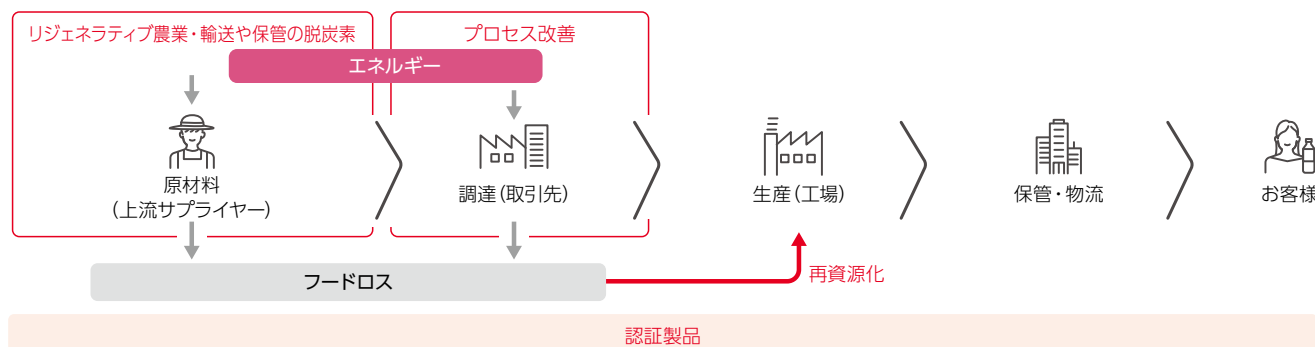 リジェネラティブ農業・輸送や保管の脱炭素
プロセス改善
エネルギー
原材料
(上流サプライヤー)
調達(取引先)
生産(工場)
保管・物流
お客様
フードロス
再資源化
認証製品